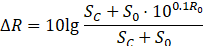 ΔR = 10lg (S_C + S_0 · 10^{0.1R_0}) / (S_C + S_0)